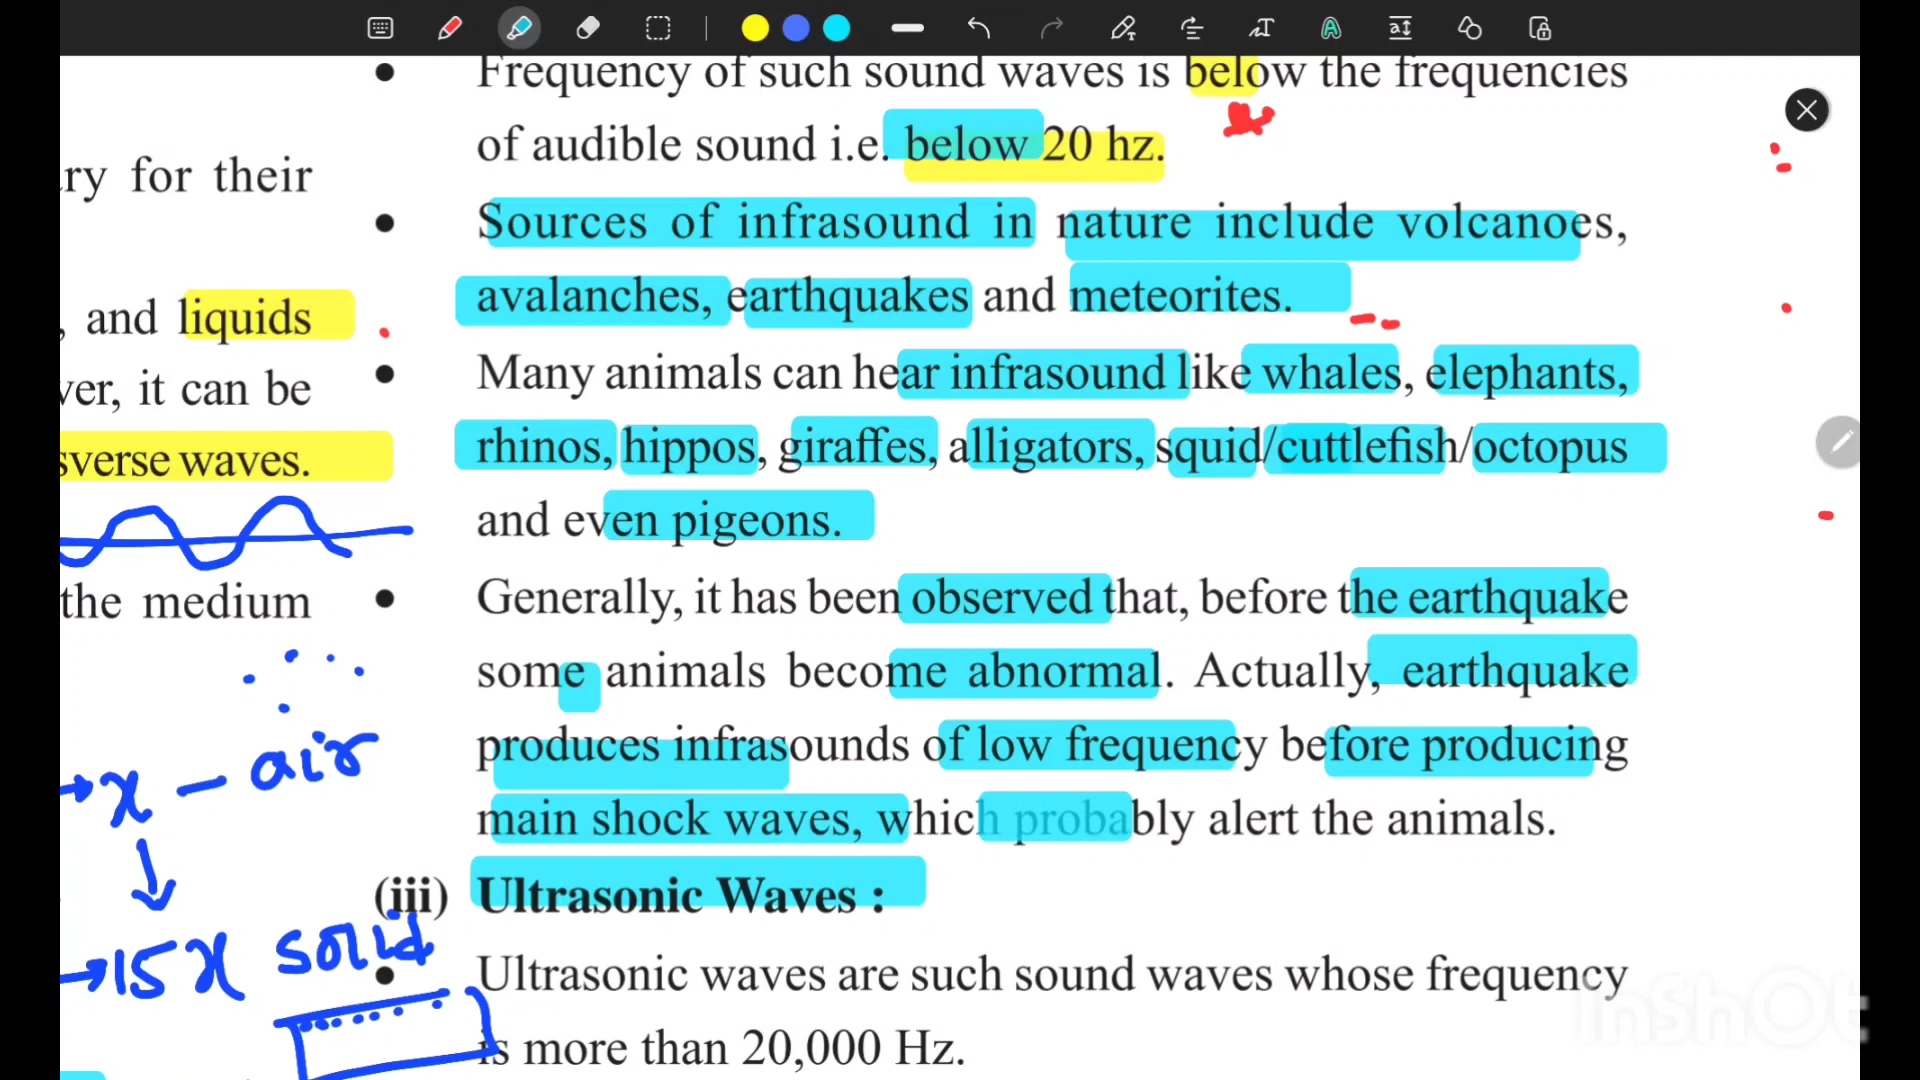 ry for their
, and liquids
ver, it can be
sverse waves.
the medium
→x – air
→15x solid
• Frequency of such sound waves is below the frequencies
of audible sound i.e. below 20 hz.
• Sources of infrasound in nature include volcanoes,
avalanches, earthquakes and meteorites.
• Many animals can hear infrasound like whales, elephants,
rhinos, hippos, giraffes, alligators, squid/cuttlefish/octopus
and even pigeons.
• Generally, it has been observed that, before the earthquake
some animals become abnormal. Actually, earthquake
produces infrasounds of low frequency before producing
main shock waves, which probably alert the animals.
(iii) Ultrasonic Waves :
• Ultrasonic waves are such sound waves whose frequency
is more than 20,000 Hz.
InShOt